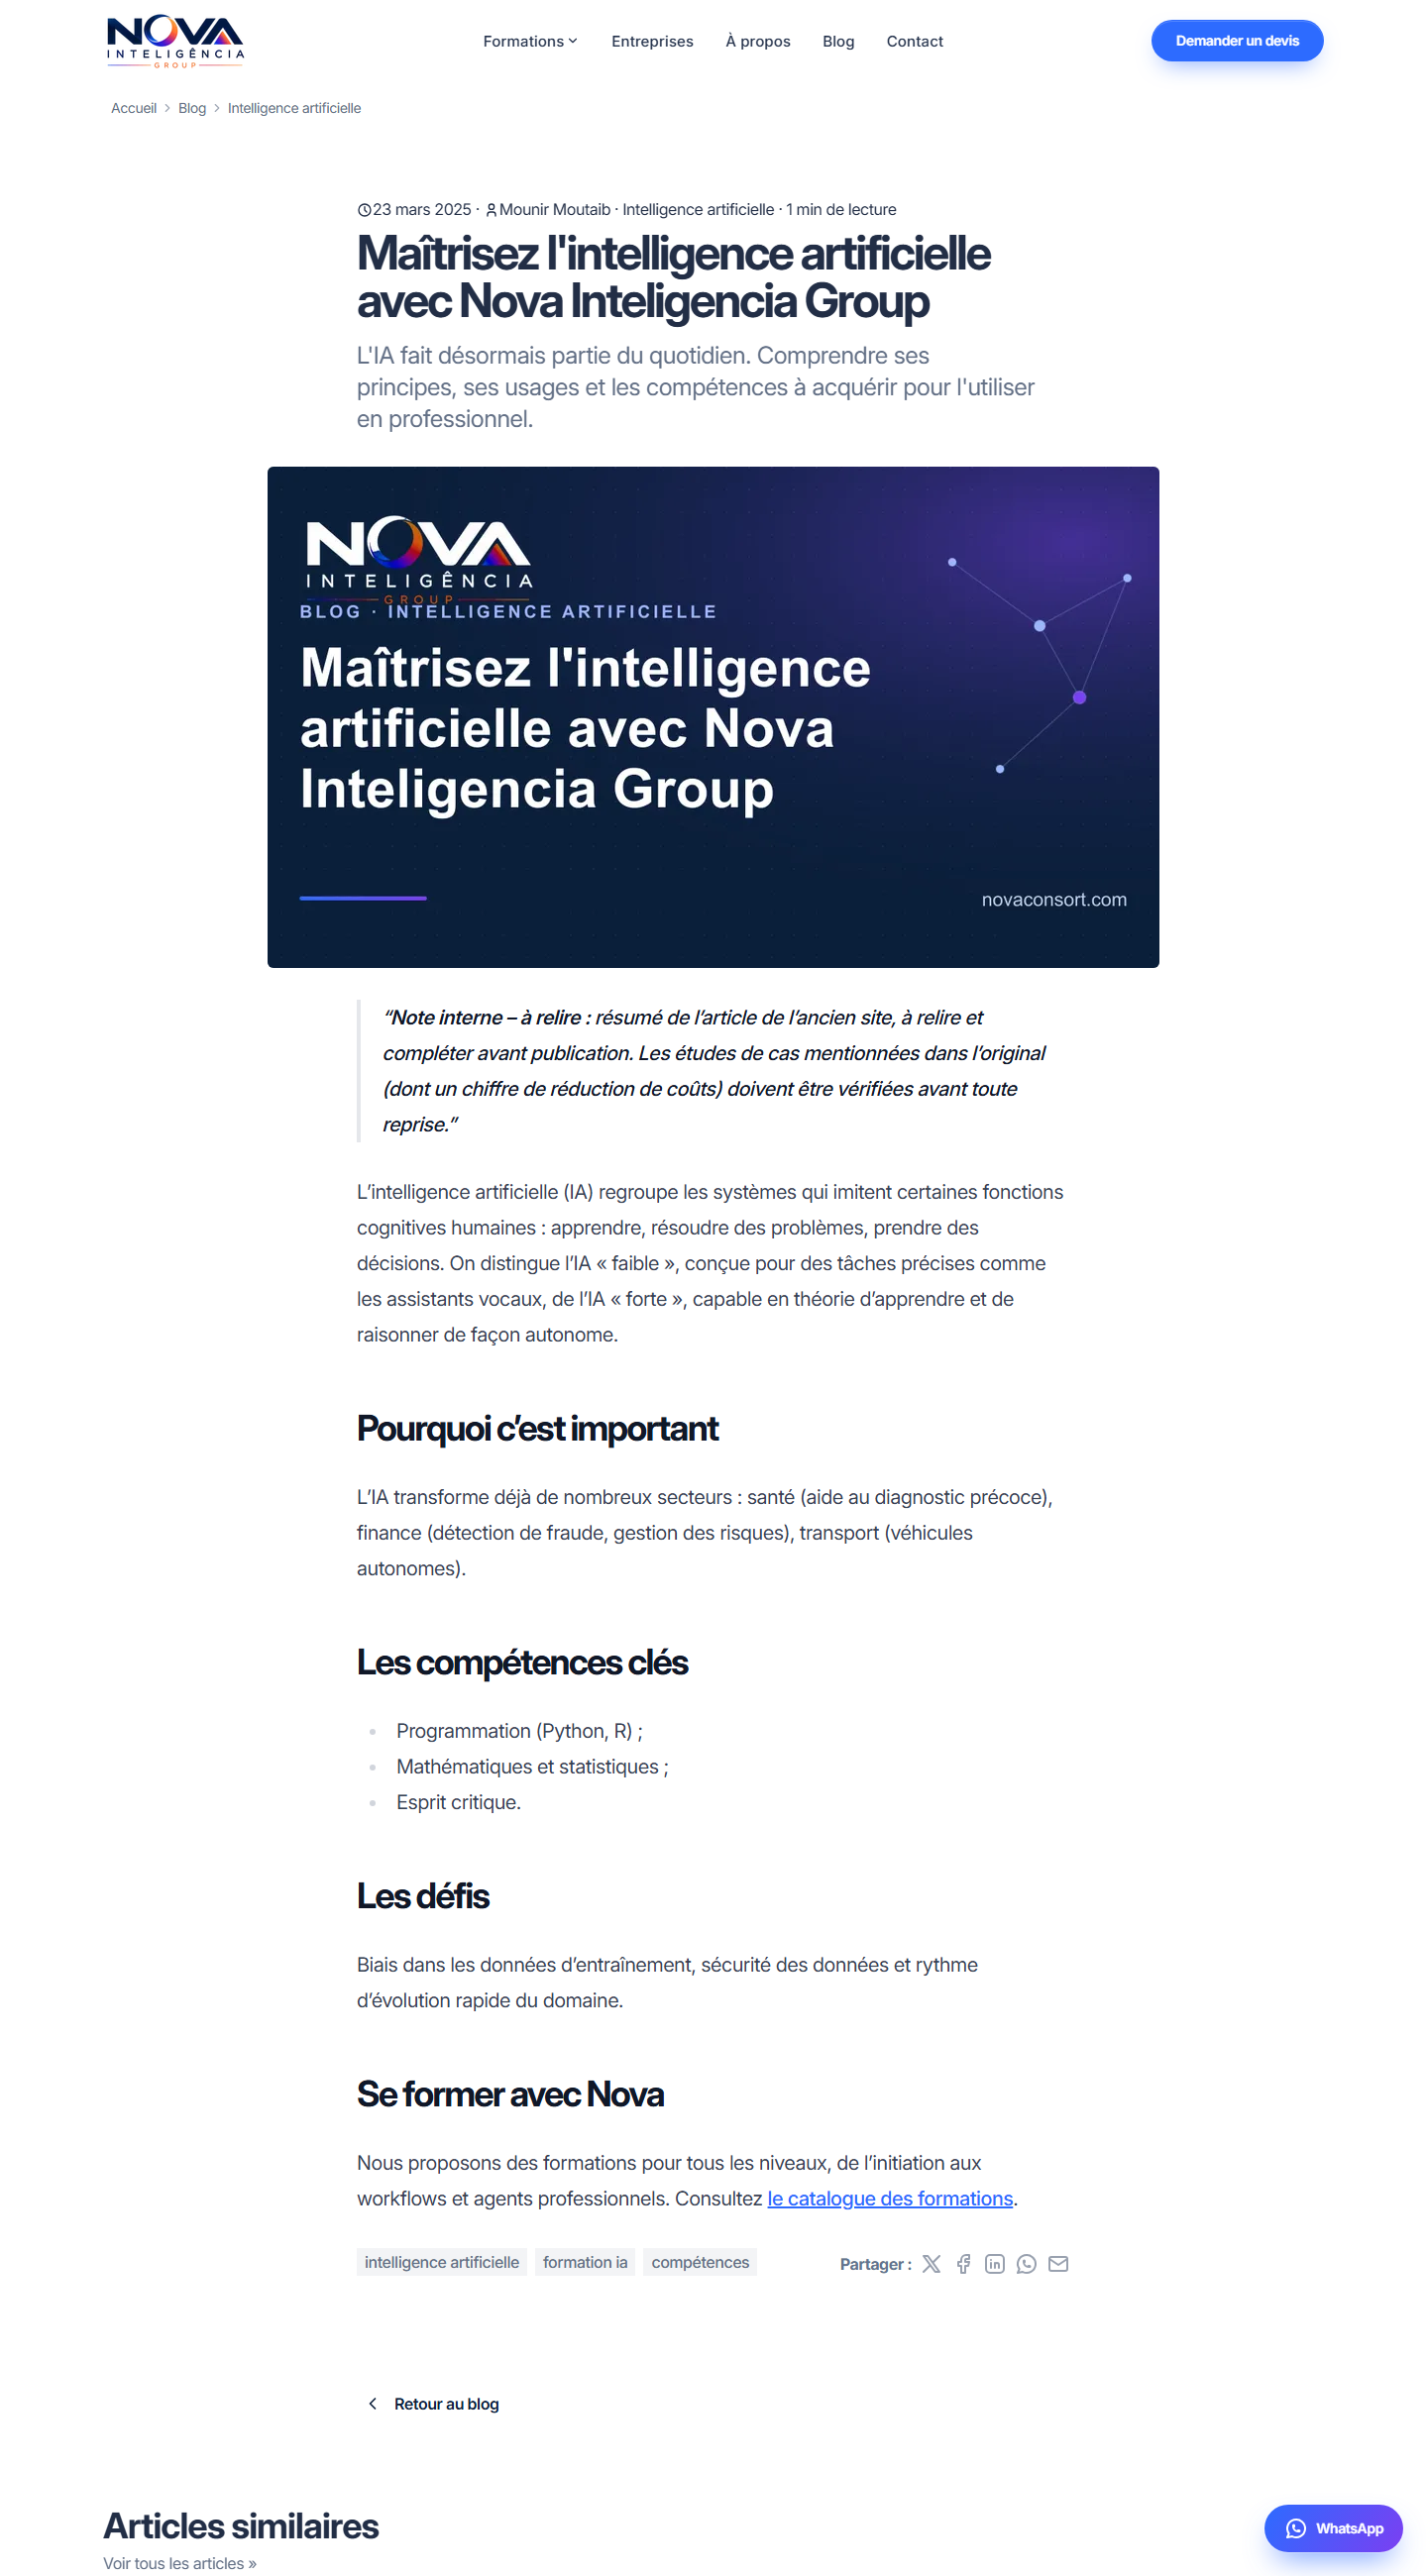 NOVA
INTELIGÊNCIA
GROUP
Formations
Entreprises
À propos
Blog
Contact
Demander un devis
Accueil > Blog > Intelligence artificielle
23 mars 2025 · Mounir Moutaib · Intelligence artificielle · 1 min de lecture
Maîtrisez l'intelligence artificielle
avec Nova Inteligencia Group
L'IA fait désormais partie du quotidien. Comprendre ses
principes, ses usages et les compétences à acquérir pour l'utiliser
en professionnel.
NOVA
INTELIGÊNCIA
GROUP
BLOG · INTELLIGENCE ARTIFICIELLE
Maîtrisez l'intelligence
artificielle avec Nova
Inteligencia Group
novaconsort.com
“Note interne – à relire : résumé de l’article de l’ancien site, à relire et
compléter avant publication. Les études de cas mentionnées dans l’original
(dont un chiffre de réduction de coûts) doivent être vérifiées avant toute
reprise.”
L’intelligence artificielle (IA) regroupe les systèmes qui imitent certaines fonctions
cognitives humaines : apprendre, résoudre des problèmes, prendre des
décisions. On distingue l’IA « faible », conçue pour des tâches précises comme
les assistants vocaux, de l’IA « forte », capable en théorie d’apprendre et de
raisonner de façon autonome.
Pourquoi c’est important
L’IA transforme déjà de nombreux secteurs : santé (aide au diagnostic précoce),
finance (détection de fraude, gestion des risques), transport (véhicules
autonomes).
Les compétences clés
Programmation (Python, R) ;
Mathématiques et statistiques ;
Esprit critique.
Les défis
Biais dans les données d’entraînement, sécurité des données et rythme
d’évolution rapide du domaine.
Se former avec Nova
Nous proposons des formations pour tous les niveaux, de l’initiation aux
workflows et agents professionnels. Consultez le catalogue des formations.
intelligence artificielle
formation ia
compétences
Partager :
Retour au blog
Articles similaires
Voir tous les articles »
WhatsApp